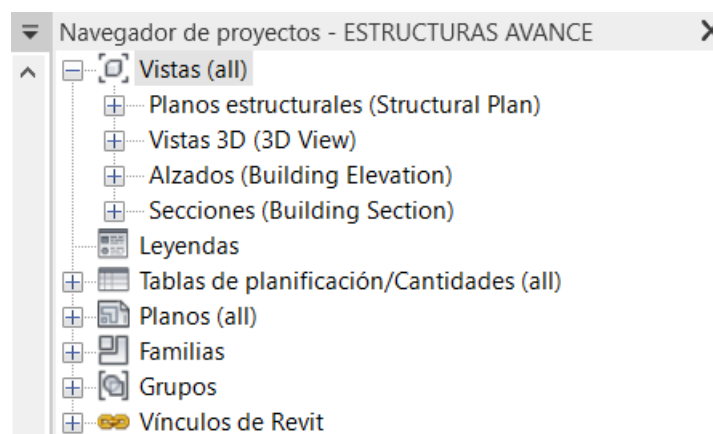 Navegador de proyectos - ESTRUCTURAS AVANCE
Vistas (all)
Planos estructurales (Structural Plan)
Vistas 3D (3D View)
Alzados (Building Elevation)
Secciones (Building Section)
Leyendas
Tablas de planificación/Cantidades (all)
Planos (all)
Familias
Grupos
Vínculos de Revit